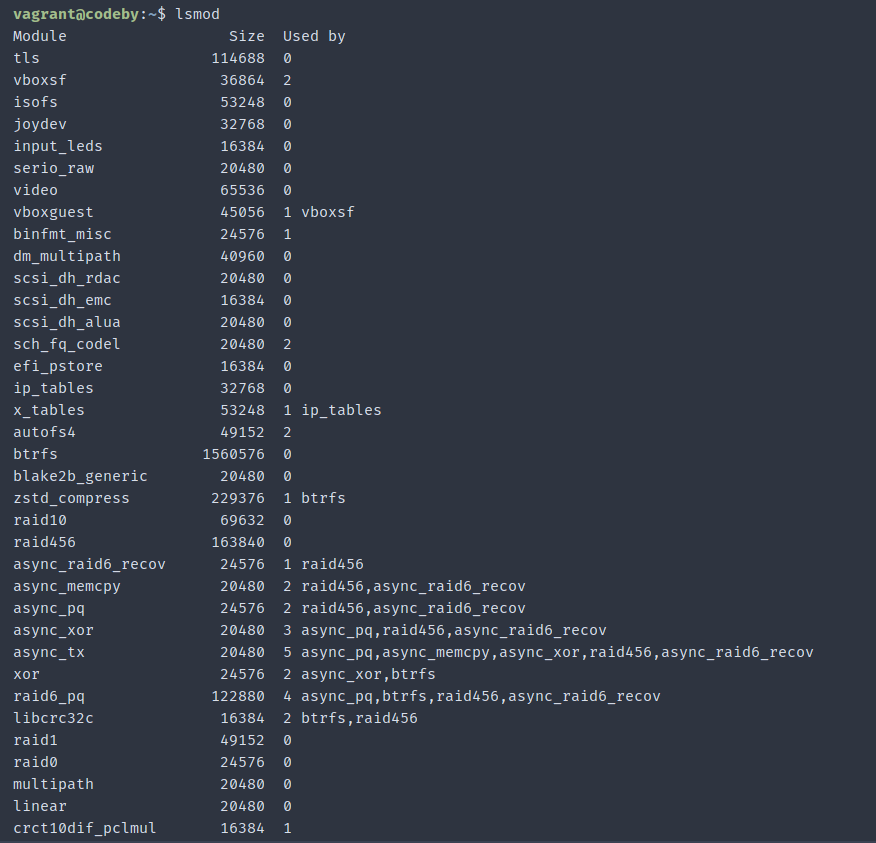 vagrant@codeby:~$ lsmod
Module                  Size  Used by
tls                   114688  0
vboxsf                 36864  2
isofs                  53248  0
joydev                 32768  0
input_leds             16384  0
serio_raw              20480  0
video                  65536  0
vboxguest              45056  1 vboxsf
binfmt_misc            24576  1
dm_multipath           40960  0
scsi_dh_rdac           20480  0
scsi_dh_emc            16384  0
scsi_dh_alua           20480  0
sch_fq_codel           20480  2
efi_pstore             16384  0
ip_tables              32768  0
x_tables               53248  1 ip_tables
autofs4                49152  2
btrfs                1560576  0
blake2b_generic        20480  0
zstd_compress         229376  1 btrfs
raid10                 69632  0
raid456               163840  0
async_raid6_recov      24576  1 raid456
async_memcpy           20480  2 raid456,async_raid6_recov
async_pq               24576  2 raid456,async_raid6_recov
async_xor              20480  3 async_pq,raid456,async_raid6_recov
async_tx               20480  5 async_pq,async_memcpy,async_xor,raid456,async_raid6_recov
xor                    24576  2 async_xor,btrfs
raid6_pq              122880  4 async_pq,btrfs,raid456,async_raid6_recov
libcrc32c              16384  2 btrfs,raid456
raid1                  49152  0
raid0                  24576  0
multipath              20480  0
linear                 20480  0
crct10dif_pclmul       16384  1